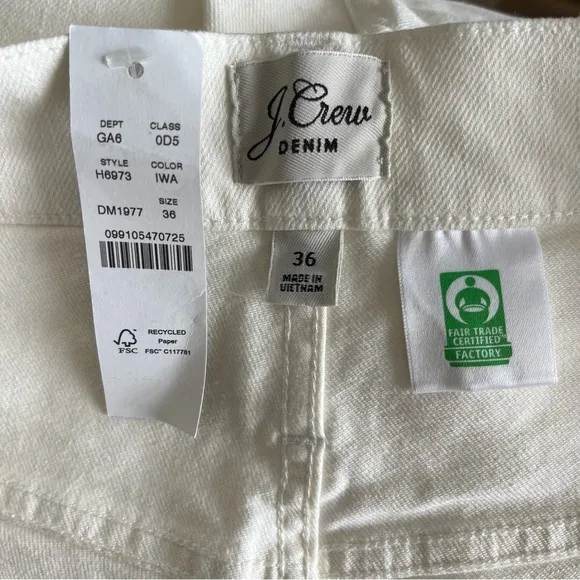 DEPT CLASS
GA6 0D5
STYLE COLOR
H6973 IWA
SIZE
DM1977 36
099105470725
FSC
RECYCLED
Paper
FSC® C117781
J.Crew
DENIM
36
MADE IN
VIETNAM
FAIR TRADE
CERTIFIED™
FACTORY